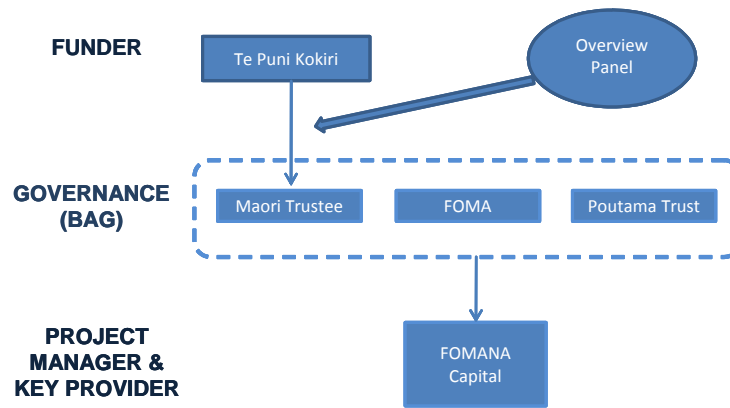 FUNDER
Te Puni Kokiri
Overview
Panel
GOVERNANCE
(BAG)
Maori Trustee
FOMA
Poutama Trust
PROJECT
MANAGER &
KEY PROVIDER
FOMANA
Capital